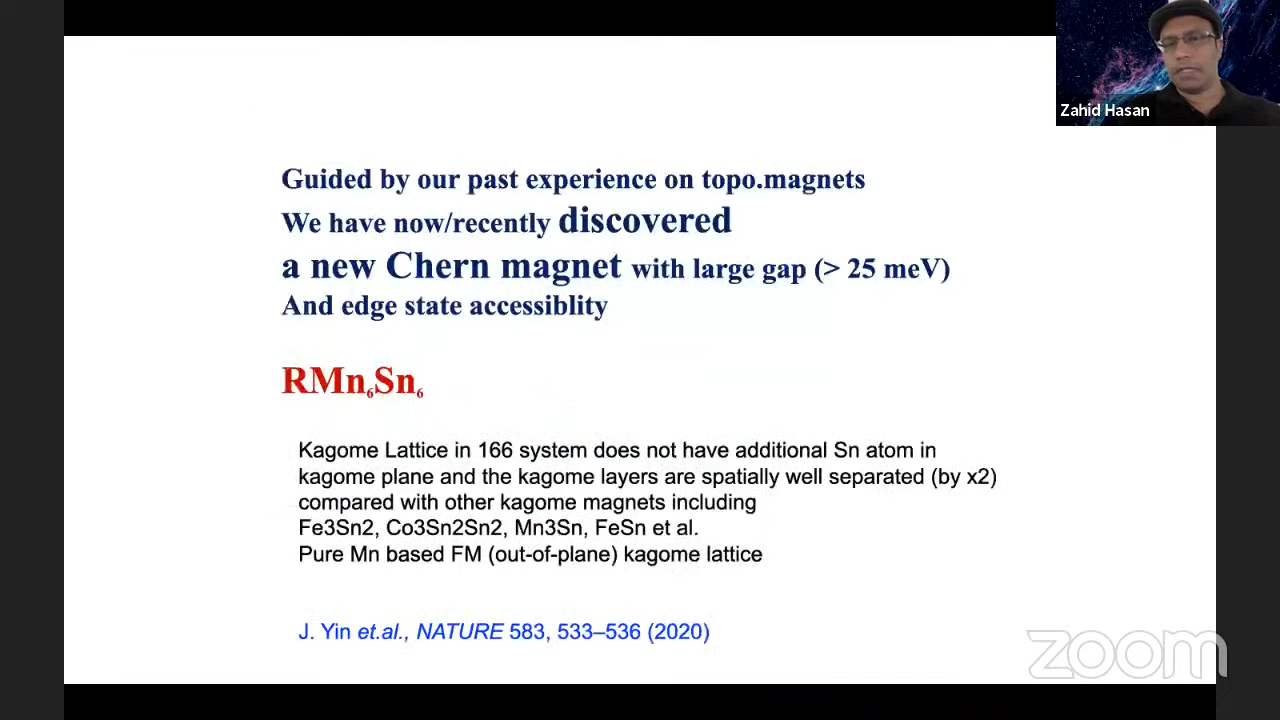 Zahid Hasan
Guided by our past experience on topo.magnets
We have now/recently discovered
a new Chern magnet with large gap (> 25 meV)
And edge state accessiblity
RMn₆Sn₆
Kagome Lattice in 166 system does not have additional Sn atom in
kagome plane and the kagome layers are spatially well separated (by x2)
compared with other kagome magnets including
Fe3Sn2, Co3Sn2Sn2, Mn3Sn, FeSn et al.
Pure Mn based FM (out-of-plane) kagome lattice
J. Yin et.al., NATURE 583, 533–536 (2020)
zoom